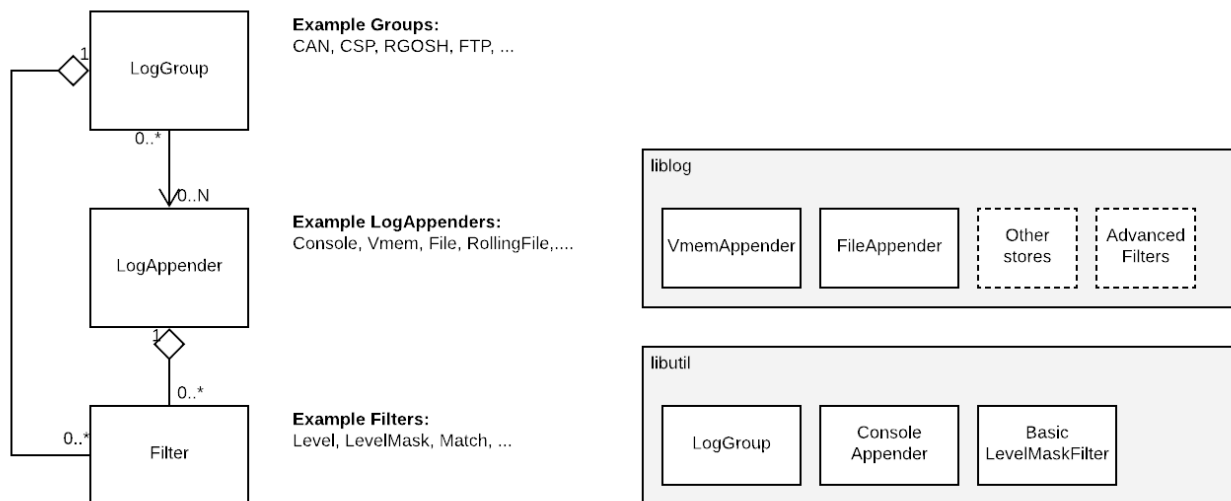 Example Groups:
CAN, CSP, RGOSH, FTP, ...
1
LogGroup
0..*
0..N
LogAppender
Example LogAppenders:
Console, Vmem, File, RollingFile,....
1
0..*
0..*
Filter
Example Filters:
Level, LevelMask, Match, ...
liblog
VmemAppender
FileAppender
Other
stores
Advanced
Filters
libutil
LogGroup
Console
Appender
Basic
LevelMaskFilter